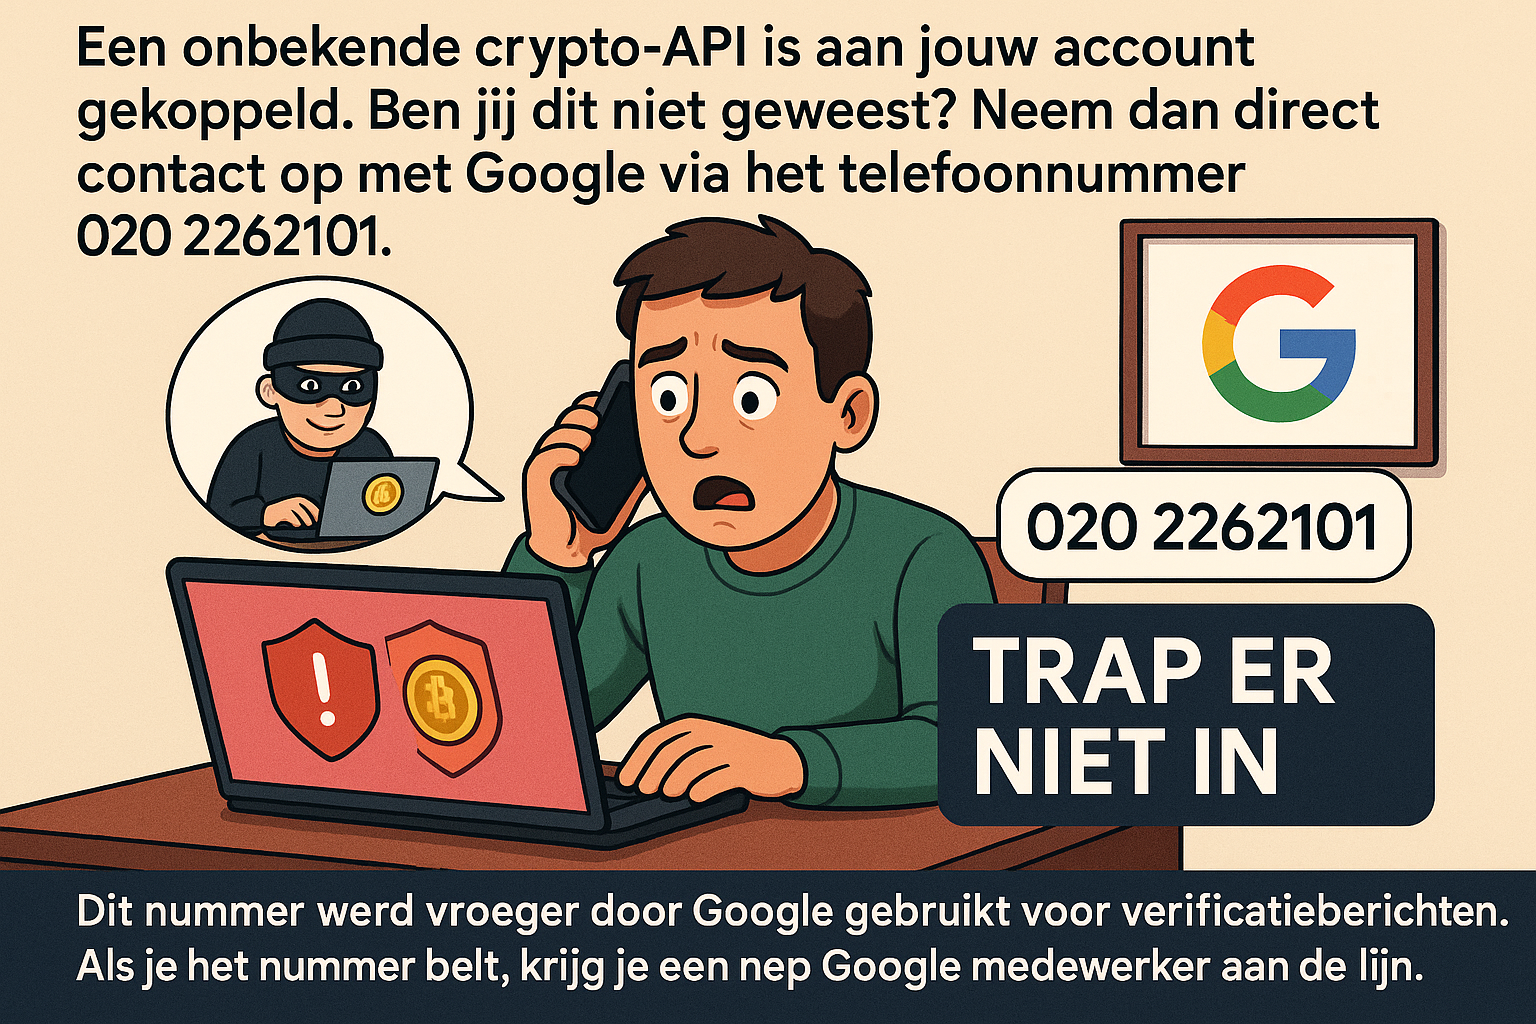 Een onbekende crypto-API is aan jouw account
gekoppeld. Ben jij dit niet geweest? Neem dan direct
contact op met Google via het telefoonnummer
020 2262101.
020 2262101
TRAP ER
NIET IN
Dit nummer werd vroeger door Google gebruikt voor verificatieberichten.
Als je het nummer belt, krijg je een nep Google medewerker aan de lijn.